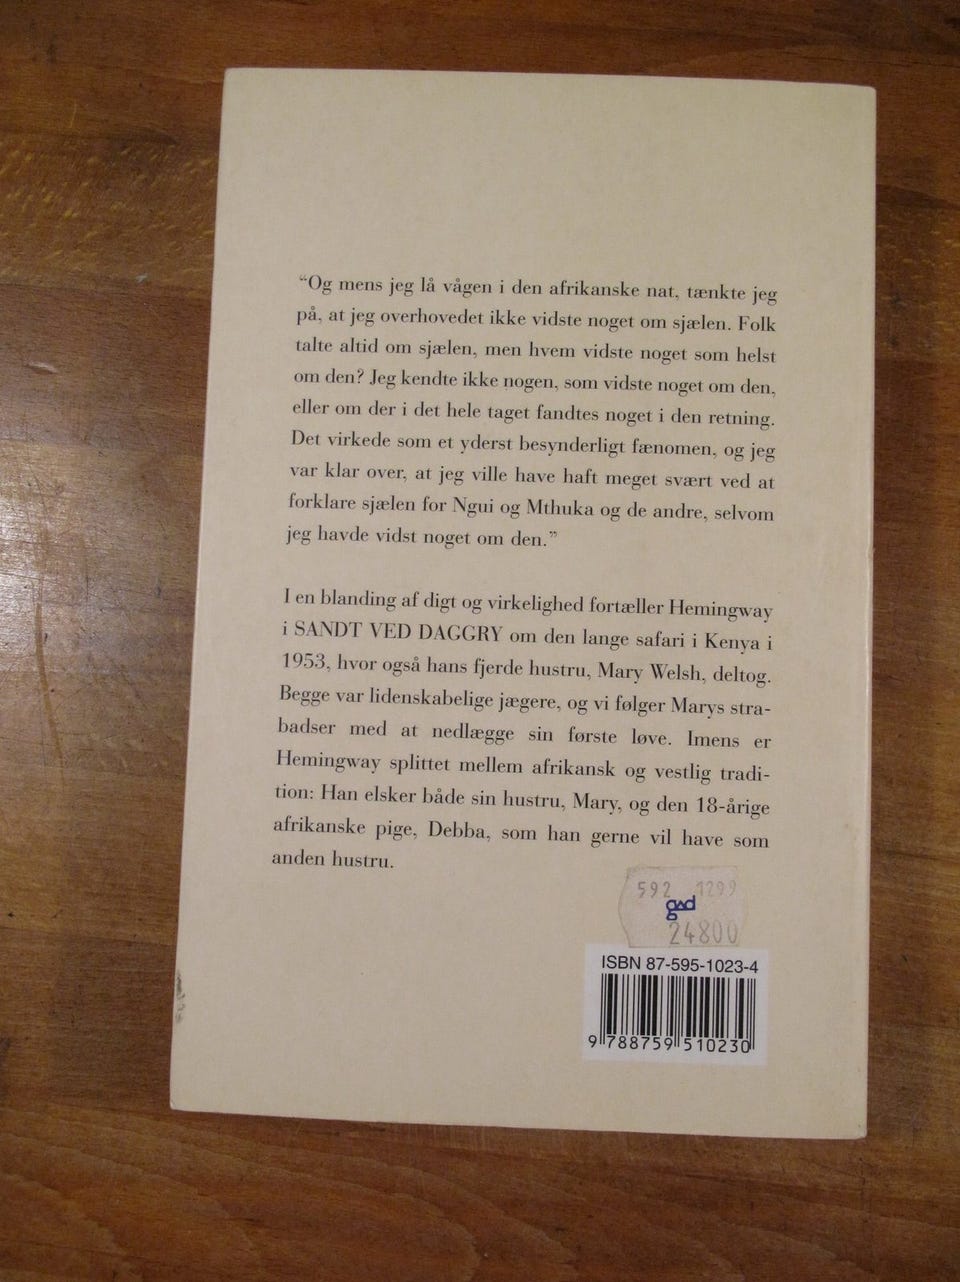 “Og mens jeg lå vågen i den afrikanske nat, tænkte jeg
på, at jeg overhovedet ikke vidste noget om sjælen. Folk
talte altid om sjælen, men hvem vidste noget som helst
om den? Jeg kendte ikke nogen, som vidste noget om den,
eller om der i det hele taget fandtes noget i den retning.
Det virkede som et yderst besynderligt fænomen, og jeg
var klar over, at jeg ville have haft meget svært ved at
forklare sjælen for Ngui og Mthuka og de andre, selvom
jeg havde vidst noget om den.”
I en blanding af digt og virkelighed fortæller Hemingway
i SANDT VED DAGGRY om den lange safari i Kenya i
1953, hvor også hans fjerde hustru, Mary Welsh, deltog.
Begge var lidenskabelige jægere, og vi følger Marys stra-
badser med at nedlægge sin første løve. Imens er
Hemingway splittet mellem afrikansk og vestlig tradi-
tion: Han elsker både sin hustru, Mary, og den 18-årige
afrikanske pige, Debba, som han gerne vil have som
anden hustru.
592 1299
gad
24800
ISBN 87-595-1023-4
9 788759 510230